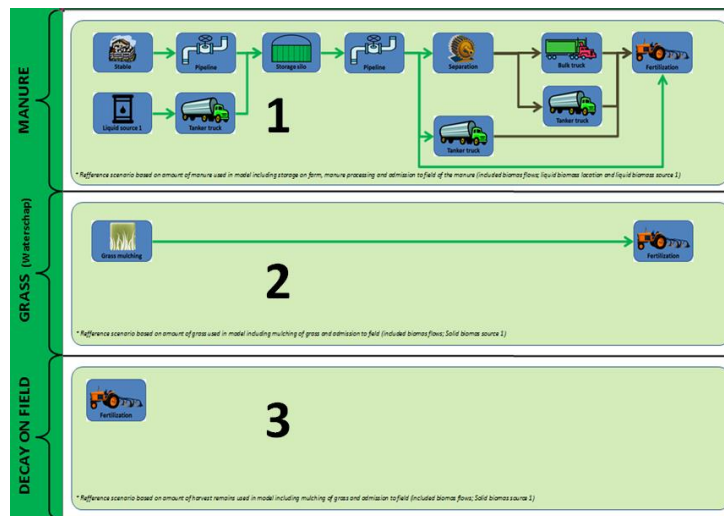 MANURE
Stable
Pipeline
Storage silo
Pipeline
Separation
Bulk truck
Fertilization
Liquid source 1
Tanker truck
1
Tanker truck
Tanker truck
* Refference scenario based on amount of manure used in model including storage on farm, manure processing and admission to field of the manure (included biomas flows; liquid biomass location and liquid biomass source 1)
GRASS (Waterschap)
Grass mulching
Fertilization
2
* Refference scenario based on amount of grass used in model including mulching of grass and admission to field (included biomas flows; Solid biomas source 1)
DECAY ON FIELD
Fertilization
3
* Refference scenario based on amount of harvest remains used in model including mulching of grass and admission to field (included biomas flows; Solid biomas source 1)